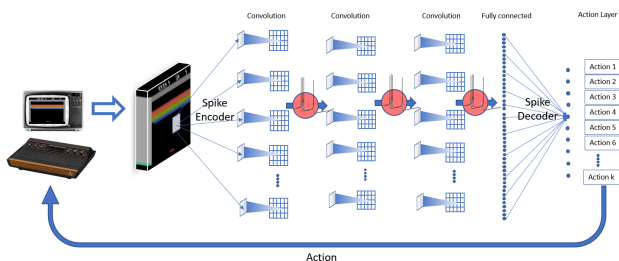 Convolution
Convolution
Convolution
Fully connected
Action Layer
Spike
Encoder
Spike
Decoder
Action 1
Action 2
Action 3
Action 4
Action 5
Action 6
Action k
Action